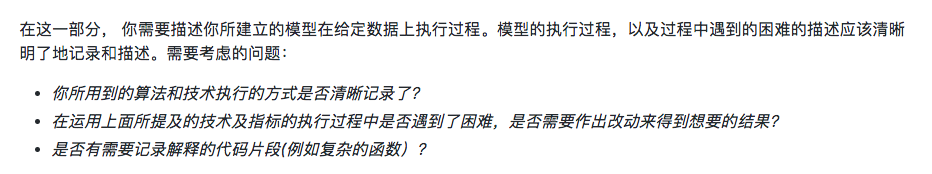 在这一部分， 你需要描述你所建立的模型在给定数据上执行过程。模型的执行过程，以及过程中遇到的困难的描述应该清晰
明了地记录和描述。需要考虑的问题：
• 你所用到的算法和技术执行的方式是否清晰记录了？
• 在运用上面所提及的技术及指标的执行过程中是否遇到了困难，是否需要作出改动来得到想要的结果？
• 是否有需要记录解释的代码片段(例如复杂的函数）？